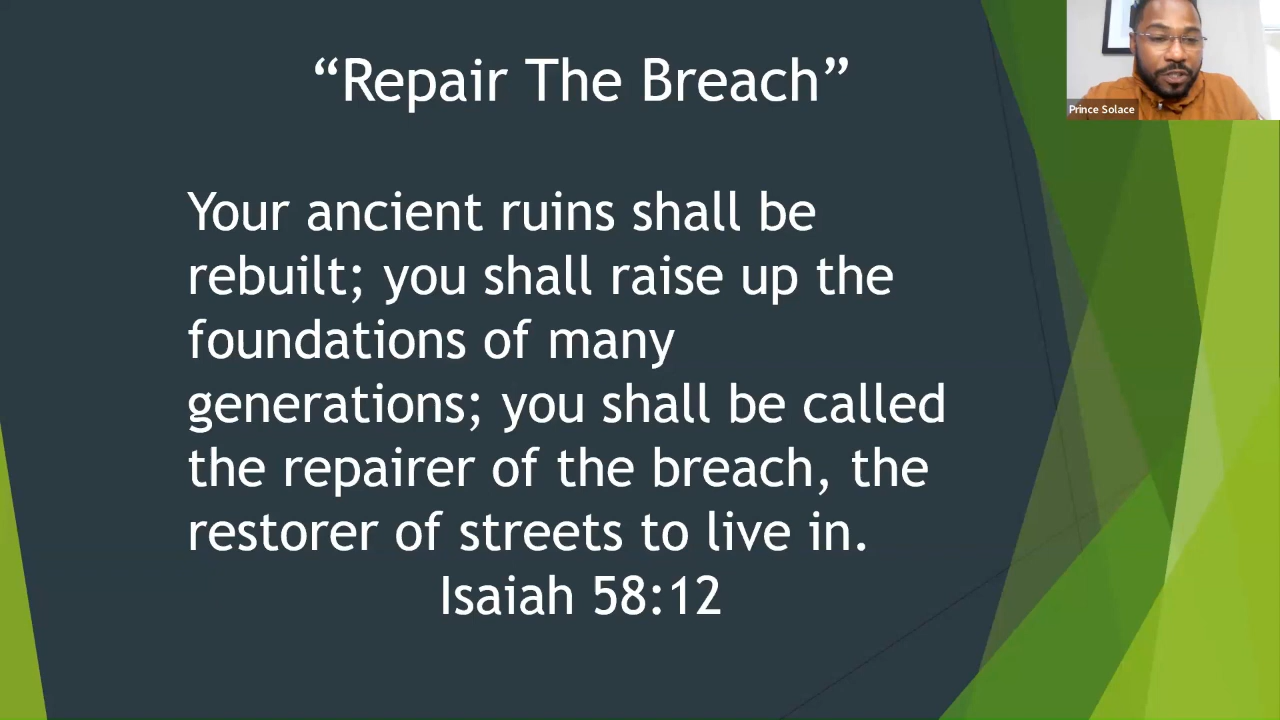 “Repair The Breach”
Prince Solace
Your ancient ruins shall be
rebuilt; you shall raise up the
foundations of many
generations; you shall be called
the repairer of the breach, the
restorer of streets to live in.
Isaiah 58:12